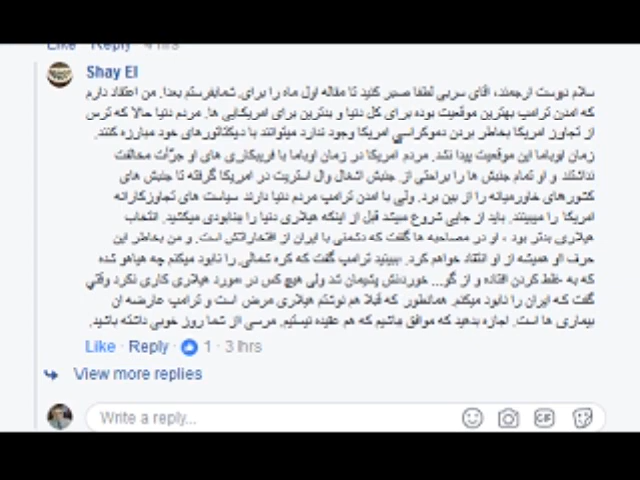 Like Reply 4 hrs
Shay El
سلام دوست ارجمند، اقای سربی لطفا صبر کنید تا مقاله اول ماه را برای. شمابفرستم بعدا. من اعتقاد دارم
که امدن ترامپ بهترین موقعیت بوده برای کل دنیا و بدترین برای امریکایی ها. مردم دنیا حالا که ترس
از تجاوز امریکا بخاطر بردن دموکراسی امریکا وجود ندارد میتوانند با دیکتاتورهای خود مبارزه کنند.
زمان اوباما این موقعیت پیدا نشد. مردم امریکا در زمان اوباما با فریبکاری های او جرّأت مخالفت
نداشتند و او تمام جنبش ها را براحتی از جنبش اشغال وال استریت در امریکا گرفته تا جنبش های
کشورهای خاورمیانه را از بین برد. ولی با امدن ترامپ مردم دنیا دارند سیاست های تجاوزکارانه
امریکا را میبینند. باید از جایی شروع میشد قبل از اینکه هیلاری دنیا را بنابودی میکشید. انتخاب
هیلاری بدتر بود ، او در مصاحبه ها گفت که دشمنی با ایران از افتخاراتش است. و من بخاطر این
حرف او همیشه از او انتقاد خواهم کرد. ببینید ترامپ گفت که کره شمالی را نابود میکنم چه هیاهو شده
که به غلط کردن افتاده و از گو... خوردنش پشیمان شد ولی هیچ کس در مورد هیلاری کاری نکرد وقتی
گفت که ایران را نابود میکنم. همانطور که قبلا هم نوشتم هیلاری مرض است و ترامپ عارضه ان
بیماری ها است. اجازه بدهید که موافق باشیم که هم عقیده نیستیم. مرسی از شما روز خوبی داشته باشید.
Like · Reply · 1 · 3 hrs
View more replies
Write a reply...
GIF